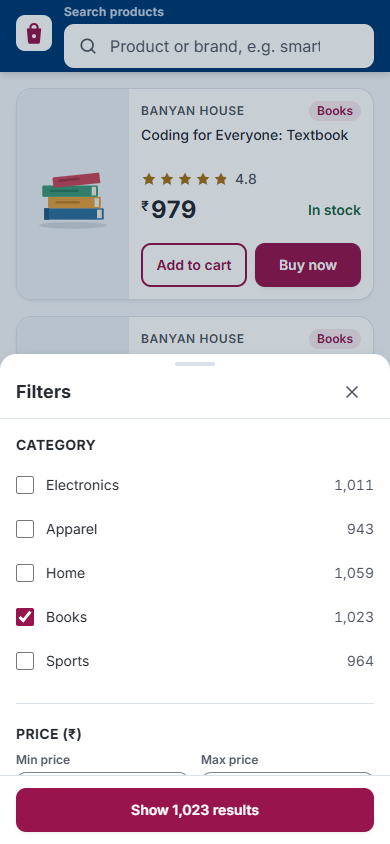 Search products
Product or brand, e.g. smart
BANYAN HOUSE
Books
Coding for Everyone: Textbook
4.8
₹979
In stock
Add to cart
Buy now
BANYAN HOUSE
Books
Filters
CATEGORY
Electronics 1,011
Apparel 943
Home 1,059
Books 1,023
Sports 964
PRICE (₹)
Min price
Max price
Show 1,023 results